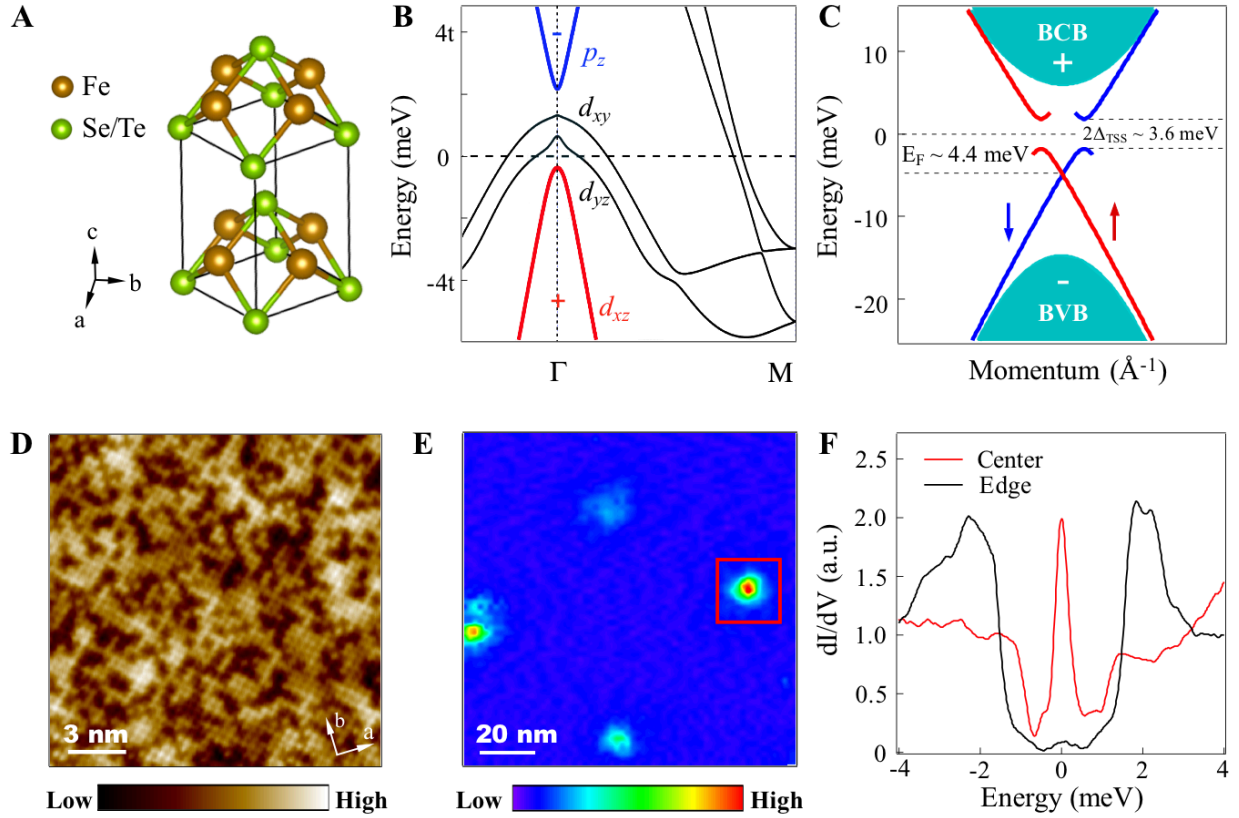 A
Fe
Se/Te
c
b
a
B
Energy (meV)
4t
0
-4t
-
p_z
d_xy
d_yz
+
d_xz
Γ
M
C
Energy (meV)
10
0
-10
-20
BCB
+
2Δ_TSS ~ 3.6 meV
E_F ~ 4.4 meV
-
BVB
Momentum (Å⁻¹)
D
3 nm
b
a
Low
High
E
20 nm
Low
High
F
dI/dV (a.u.)
2.5
2.0
1.5
1.0
0.5
0
Center
Edge
-4
-2
0
2
4
Energy (meV)